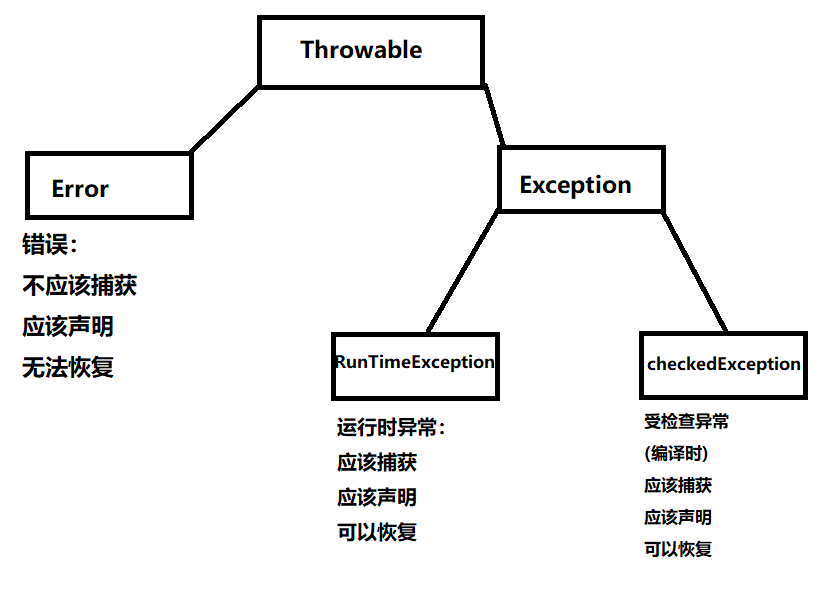 Throwable
Error
Exception
错误：
不应该捕获
应该声明
无法恢复
RunTimeException
checkedException
运行时异常：
应该捕获
应该声明
可以恢复
受检查异常
(编译时)
应该捕获
应该声明
可以恢复